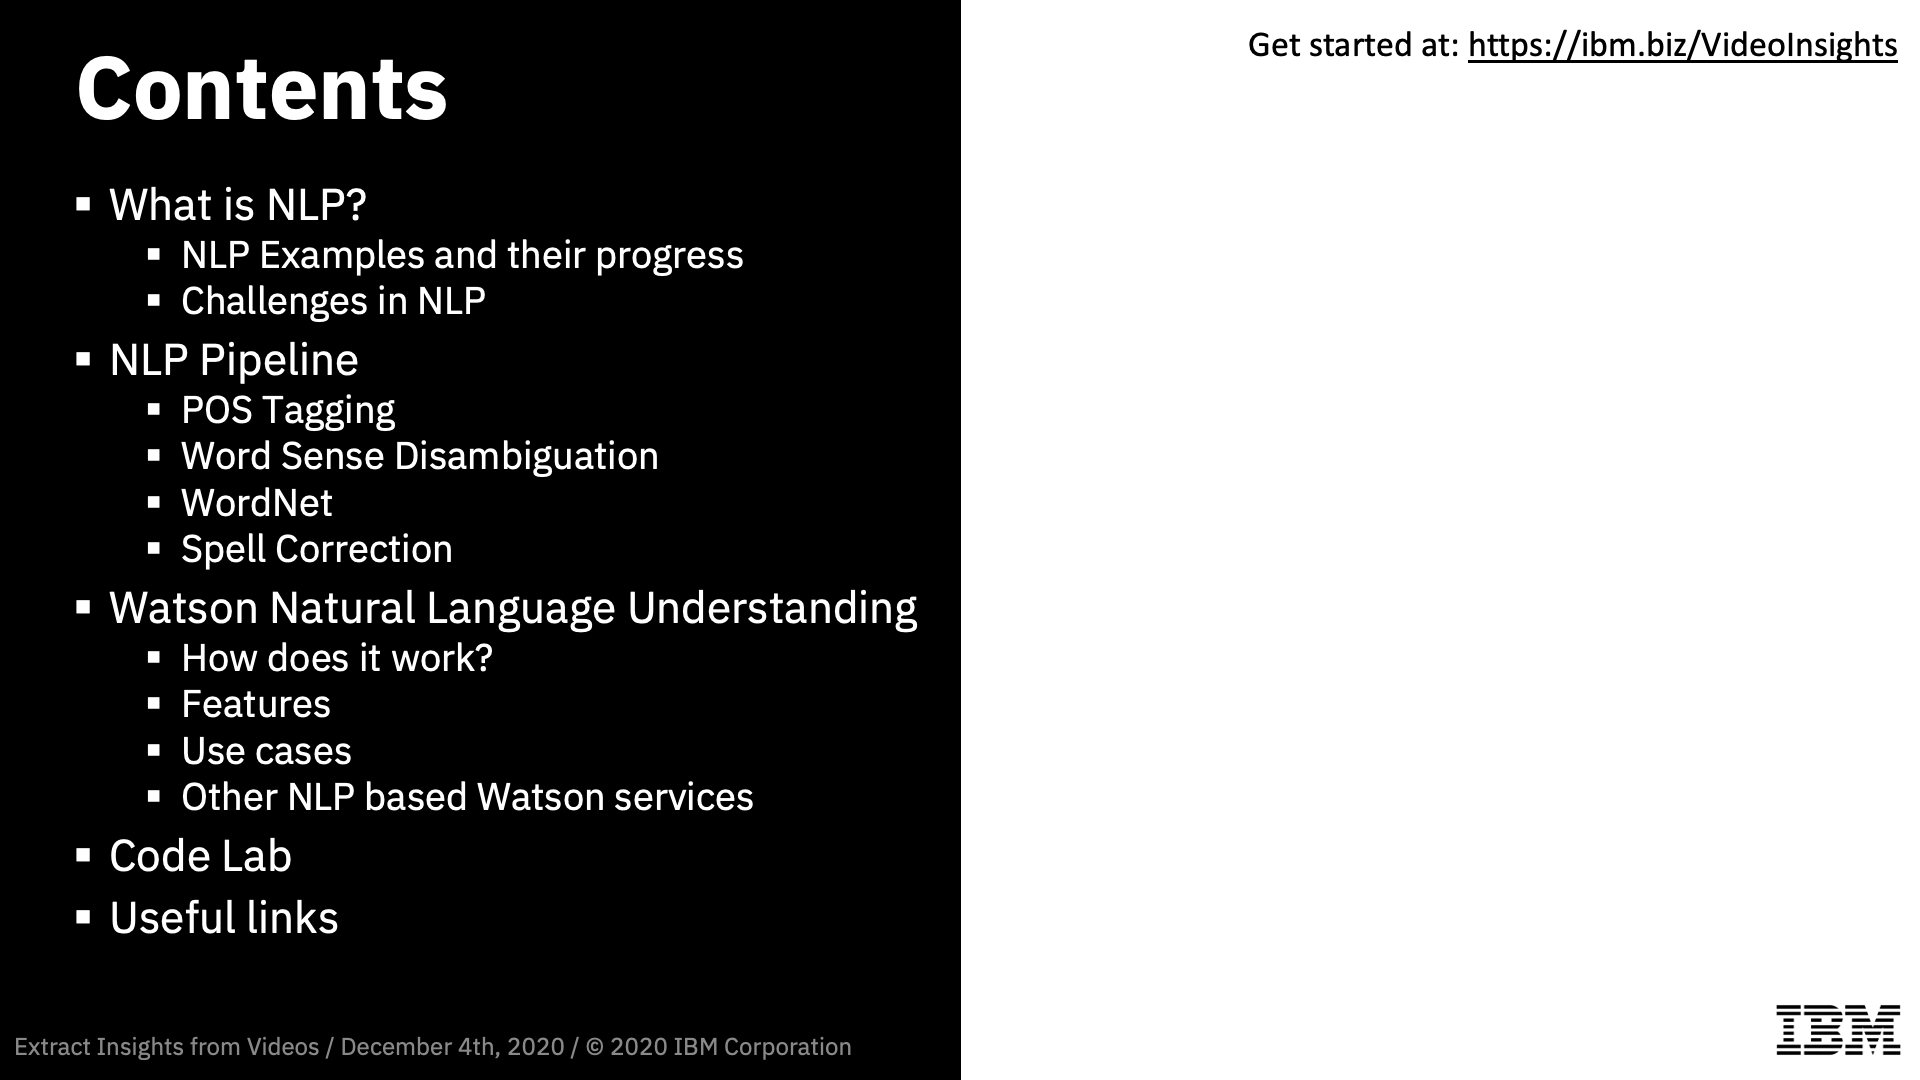 Contents
▪ What is NLP?
▪ NLP Examples and their progress
▪ Challenges in NLP
▪ NLP Pipeline
▪ POS Tagging
▪ Word Sense Disambiguation
▪ WordNet
▪ Spell Correction
▪ Watson Natural Language Understanding
▪ How does it work?
▪ Features
▪ Use cases
▪ Other NLP based Watson services
▪ Code Lab
▪ Useful links
Extract Insights from Videos / December 4th, 2020 / © 2020 IBM Corporation
Get started at: https://ibm.biz/VideoInsights
IBM